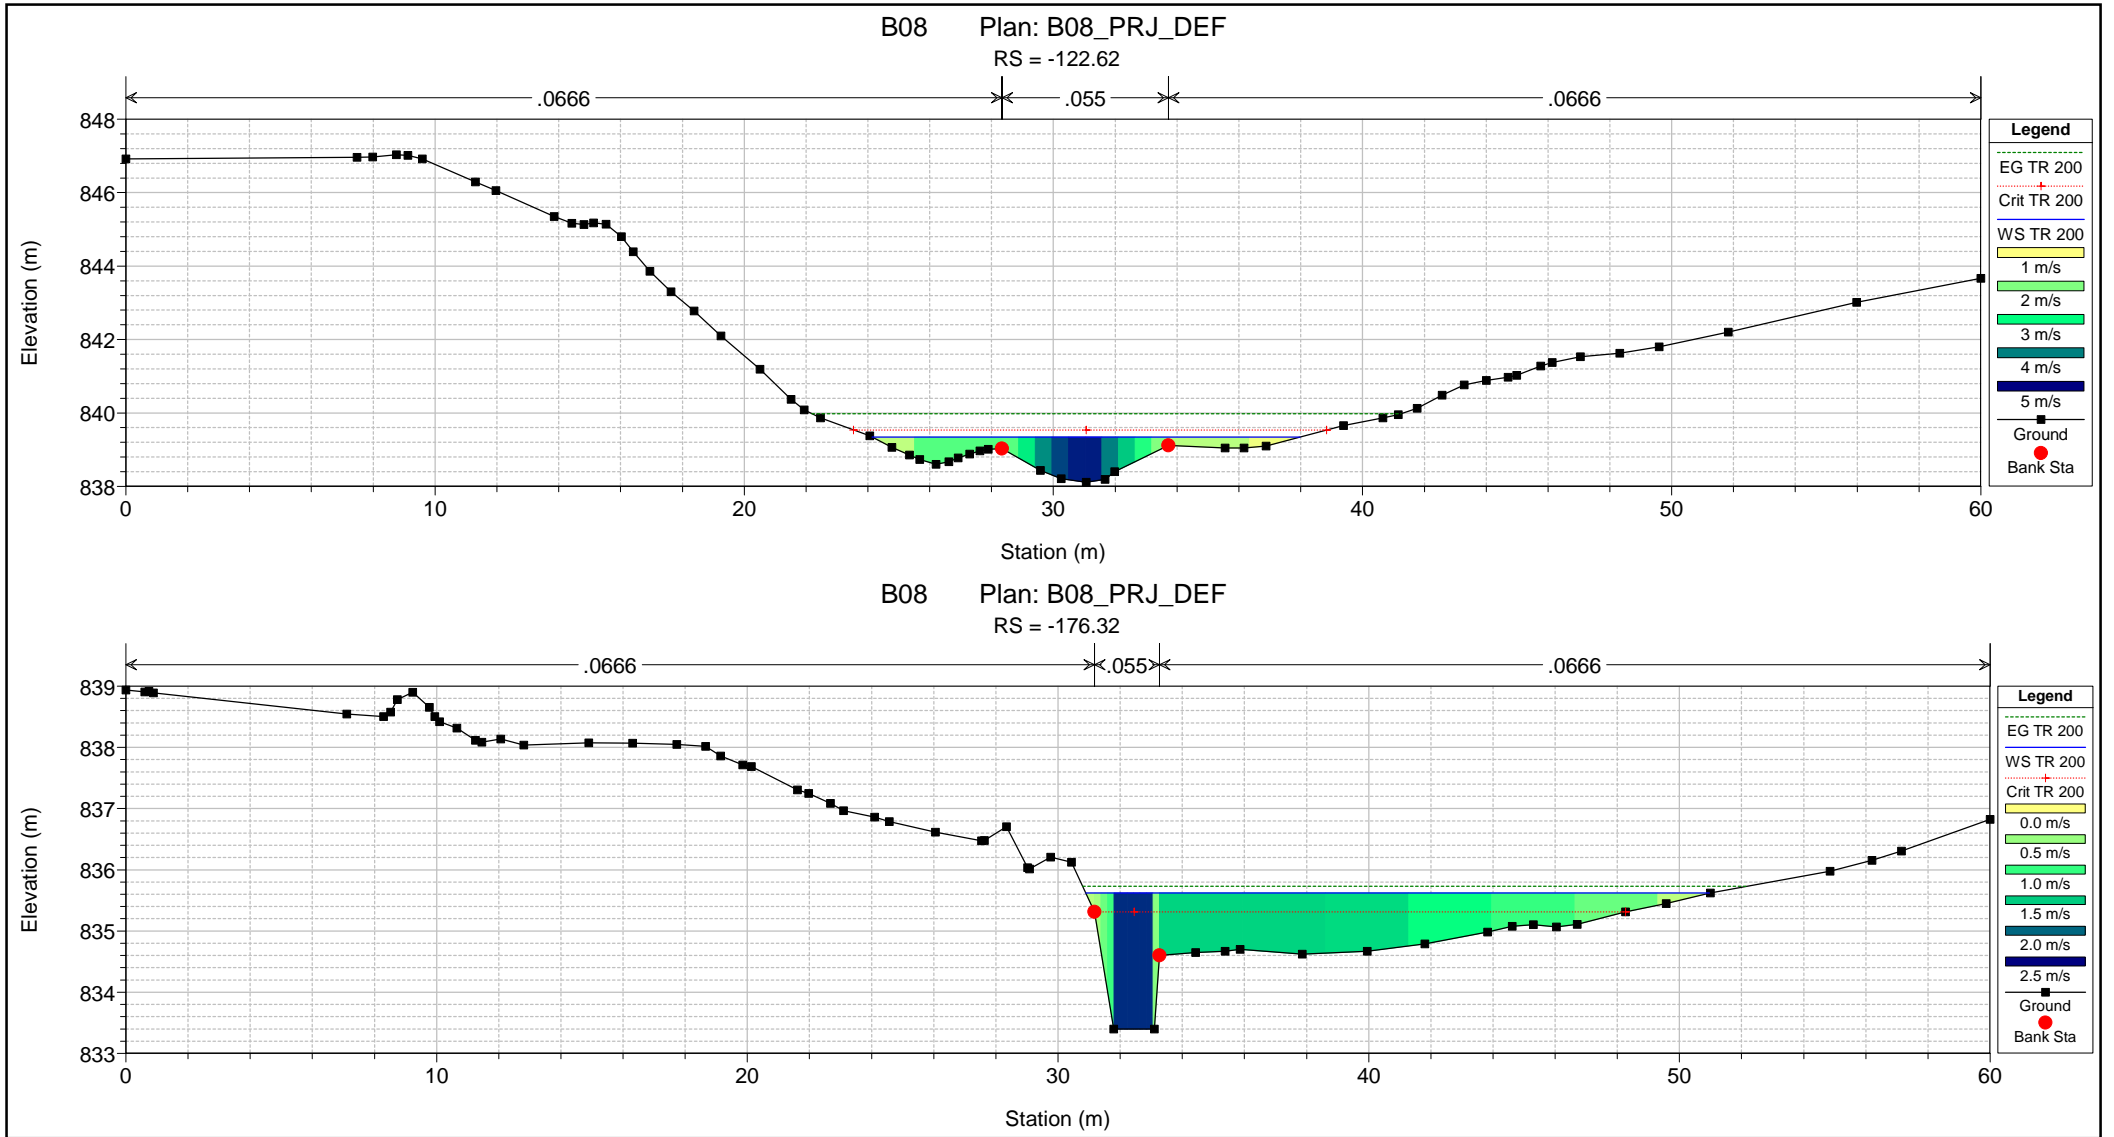 B08 Plan: B08_PRJ_DEF
RS = -122.62
.0666 .055 .0666
848
846
844
842
840
838
Elevation (m)
0 10 20 30 40 50 60
Station (m)
Legend
EG TR 200
Crit TR 200
WS TR 200
1 m/s
2 m/s
3 m/s
4 m/s
5 m/s
Ground
Bank Sta
B08 Plan: B08_PRJ_DEF
RS = -176.32
.0666 .055 .0666
839
838
837
836
835
834
833
Elevation (m)
0 10 20 30 40 50 60
Station (m)
Legend
EG TR 200
WS TR 200
Crit TR 200
0.0 m/s
0.5 m/s
1.0 m/s
1.5 m/s
2.0 m/s
2.5 m/s
Ground
Bank Sta